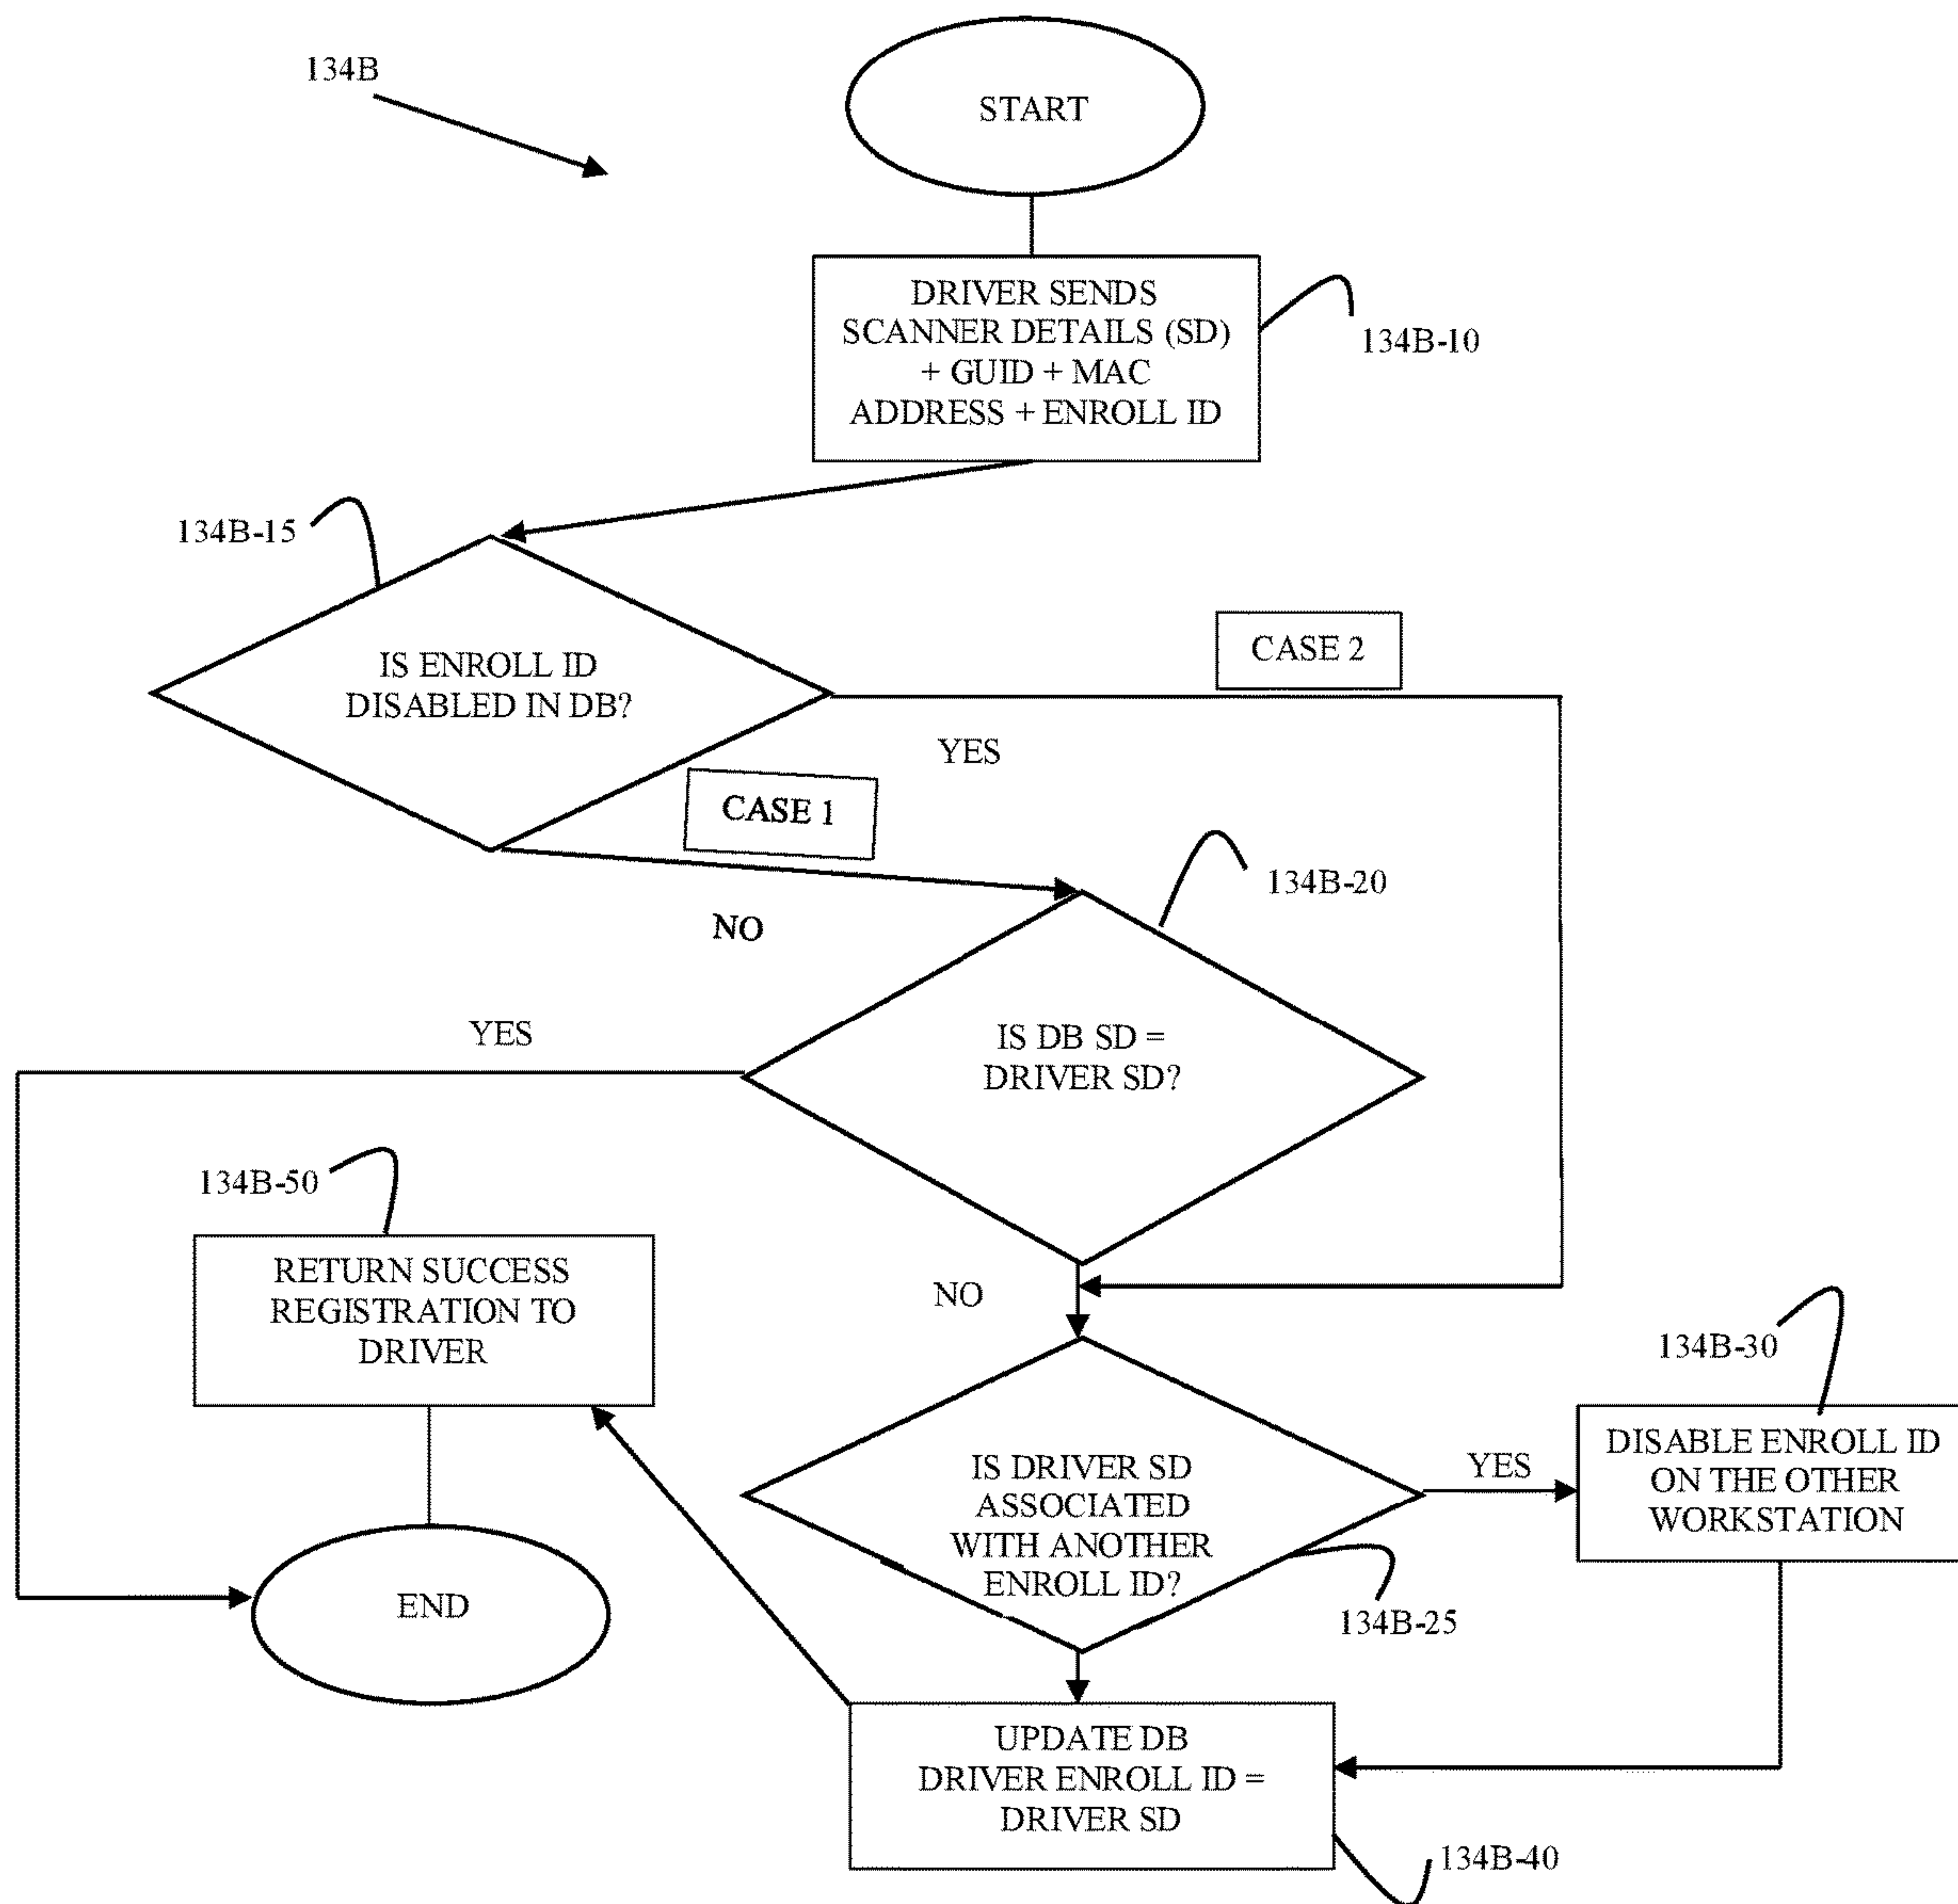 134B
START
DRIVER SENDS
SCANNER DETAILS (SD)
+ GUID + MAC
ADDRESS + ENROLL ID
134B-10
134B-15
IS ENROLL ID
DISABLED IN DB?
CASE 2
YES
CASE 1
NO
134B-20
IS DB SD =
DRIVER SD?
YES
134B-50
RETURN SUCCESS
REGISTRATION TO
DRIVER
NO
134B-30
DISABLE ENROLL ID
ON THE OTHER
WORKSTATION
IS DRIVER SD
ASSOCIATED
WITH ANOTHER
ENROLL ID?
YES
134B-25
END
UPDATE DB
DRIVER ENROLL ID =
DRIVER SD
134B-40